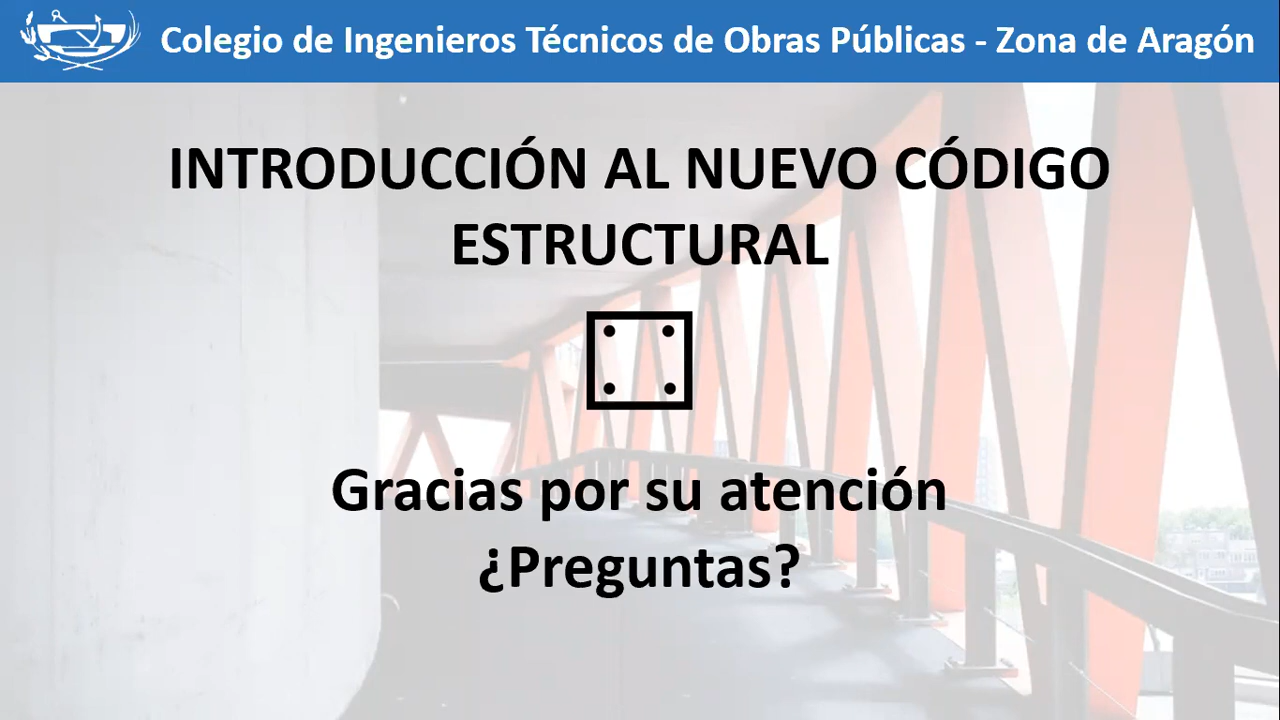 Colegio de Ingenieros Técnicos de Obras Públicas - Zona de Aragón
INTRODUCCIÓN AL NUEVO CÓDIGO
ESTRUCTURAL
Gracias por su atención
¿Preguntas?